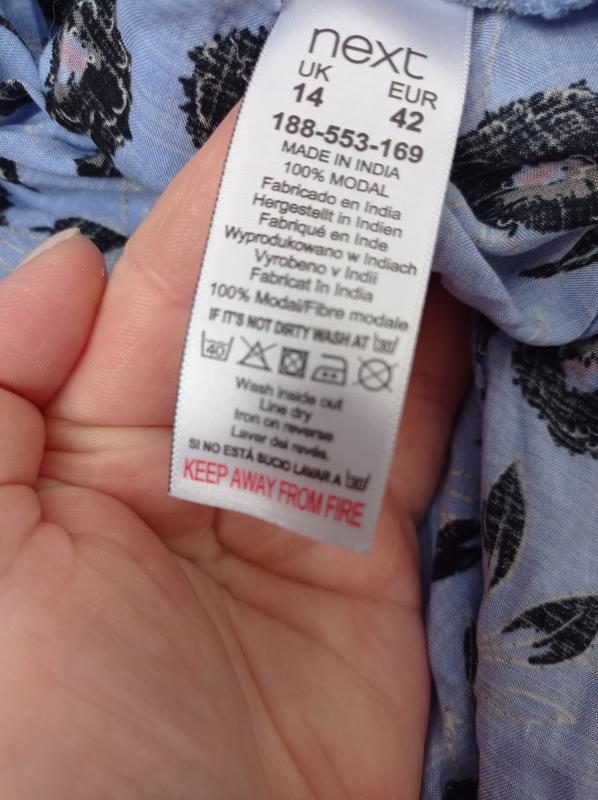 next
UK EUR
14 42
188-553-169
MADE IN INDIA
100% MODAL
Fabricado en India
Hergestellt in Indien
Fabriqué en Inde
Wyprodukowano w Indiach
Vyrobeno v Indii
Fabricat în India
100% Modal/Fibre modale
IF IT'S NOT DIRTY WASH AT 30
40
Wash inside out
Line dry
Iron on reverse
Lavar del revés.
SI NO ESTÁ SUCIO LAVAR A 30
KEEP AWAY FROM FIRE